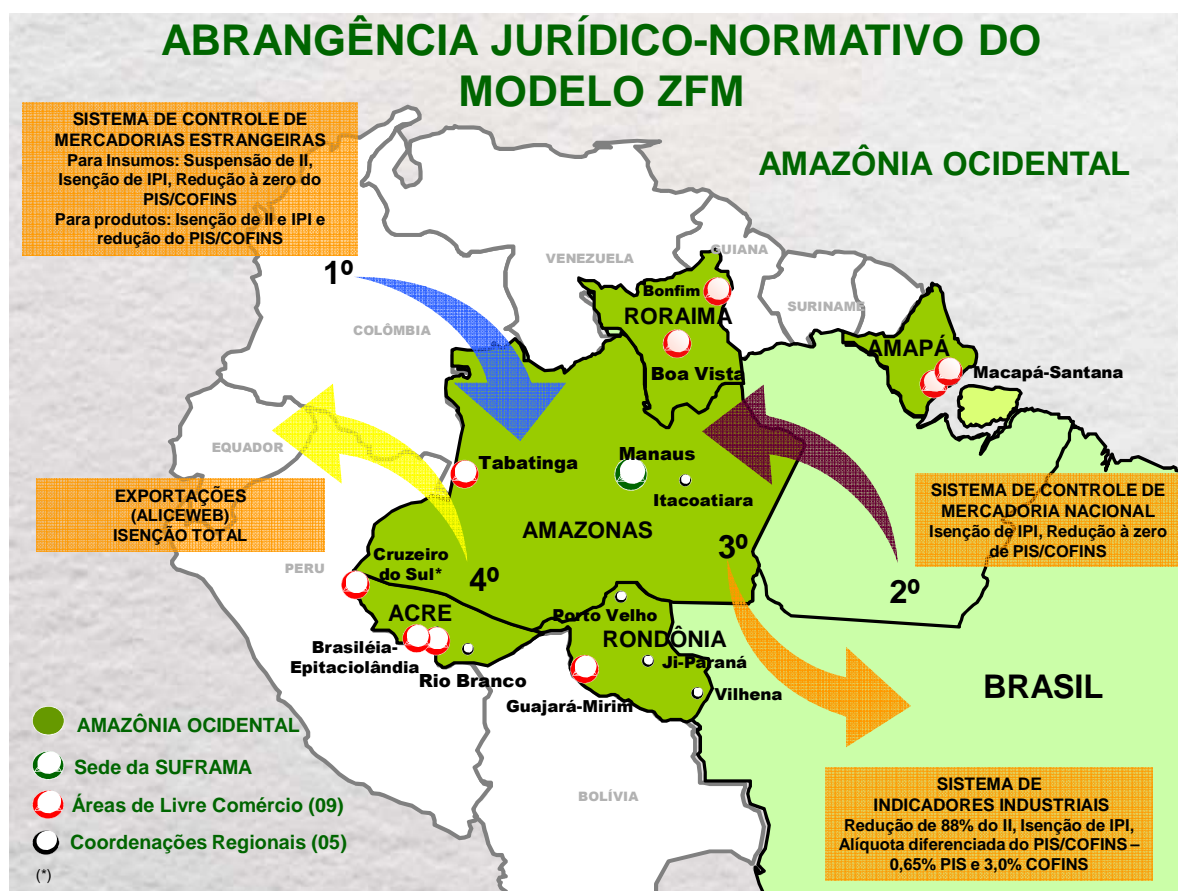 ABRANGÊNCIA JURÍDICO-NORMATIVO DO
MODELO ZFM
SISTEMA DE CONTROLE DE
MERCADORIAS ESTRANGEIRAS
Para Insumos: Suspensão de II,
Isenção de IPI, Redução à zero do
PIS/COFINS
Para produtos: Isenção de II e IPI e
redução do PIS/COFINS
AMAZÔNIA OCIDENTAL
1º
VENEZUELA
GUIANA
SURINAME
COLÔMBIA
Bonfim
RORAIMA
Boa Vista
AMAPÁ
Macapá-Santana
EQUADOR
Tabatinga
Manaus
Itacoatiara
AMAZONAS
EXPORTAÇÕES
(ALICEWEB)
ISENÇÃO TOTAL
SISTEMA DE CONTROLE DE
MERCADORIA NACIONAL
Isenção de IPI, Redução à zero
de PIS/COFINS
3º
2º
PERU
Cruzeiro
do Sul*
4º
ACRE
Porto Velho
RONDÔNIA
Brasiléia-
Epitaciolândia
Rio Branco
Ji-Paraná
Guajará-Mirim
Vilhena
BRASIL
BOLÍVIA
AMAZÔNIA OCIDENTAL
Sede da SUFRAMA
Áreas de Livre Comércio (09)
Coordenações Regionais (05)
(*)
SISTEMA DE
INDICADORES INDUSTRIAIS
Redução de 88% do II, Isenção de IPI,
Alíquota diferenciada do PIS/COFINS –
0,65% PIS e 3,0% COFINS